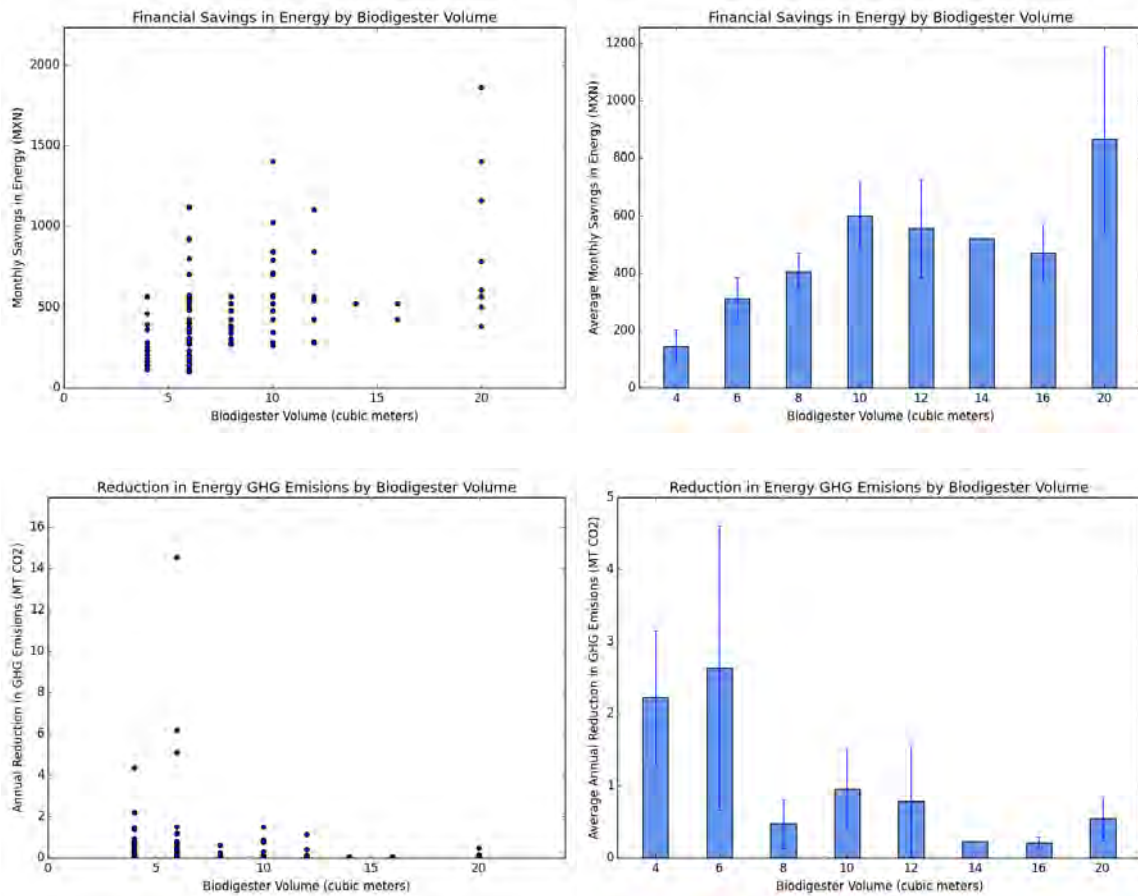 Financial Savings in Energy by Biodigester Volume
Monthly Savings in Energy (MXN)
2000
1500
1000
500
0
0 5 10 15 20
Biodigester Volume (cubic meters)
Financial Savings in Energy by Biodigester Volume
Average Monthly Savings in Energy (MXN)
1200
1000
800
600
400
200
0
4 6 8 10 12 14 16 20
Biodigester Volume (cubic meters)
Reduction in Energy GHG Emisions by Biodigester Volume
Annual Reduction in GHG Emisions (MT CO2)
16
14
12
10
8
6
4
2
0
0 5 10 15 20
Biodigester Volume (cubic meters)
Reduction in Energy GHG Emisions by Biodigester Volume
Average Annual Reduction in GHG Emisions (MT CO2)
5
4
3
2
1
0
4 6 8 10 12 14 16 20
Biodigester Volume (cubic meters)